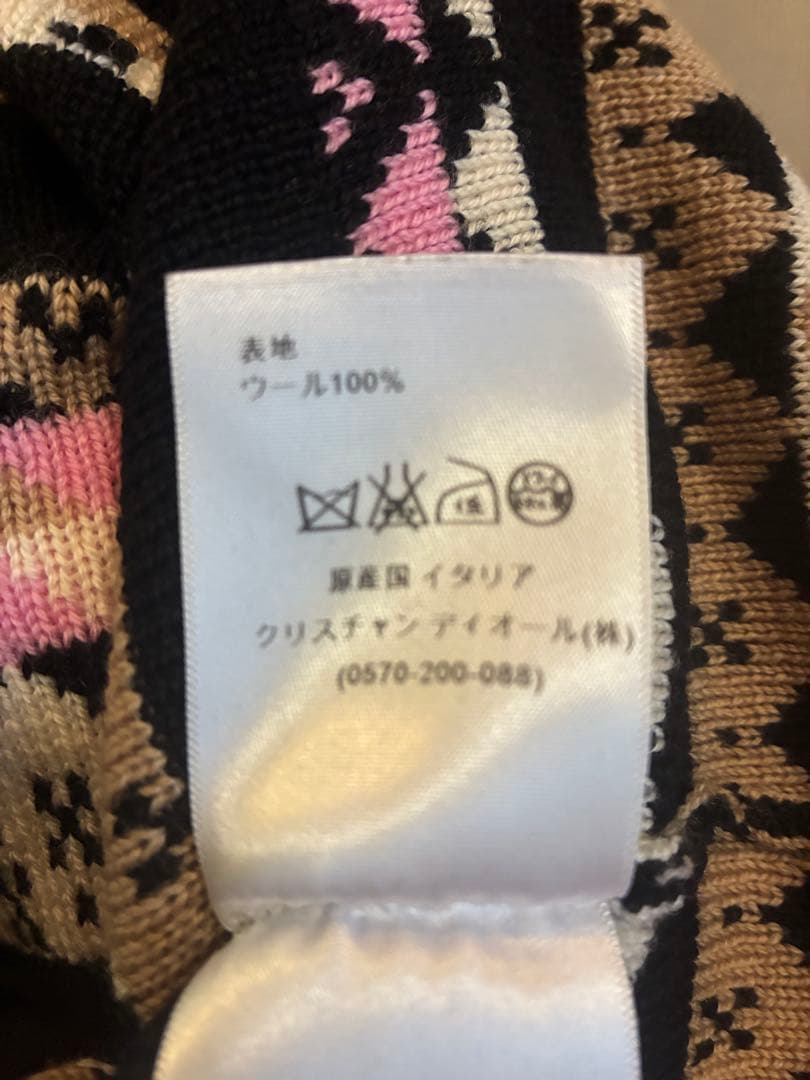 表地
ウール100%
原産国 イタリア
クリスチャン ディオール(株)
(0570-200-088)